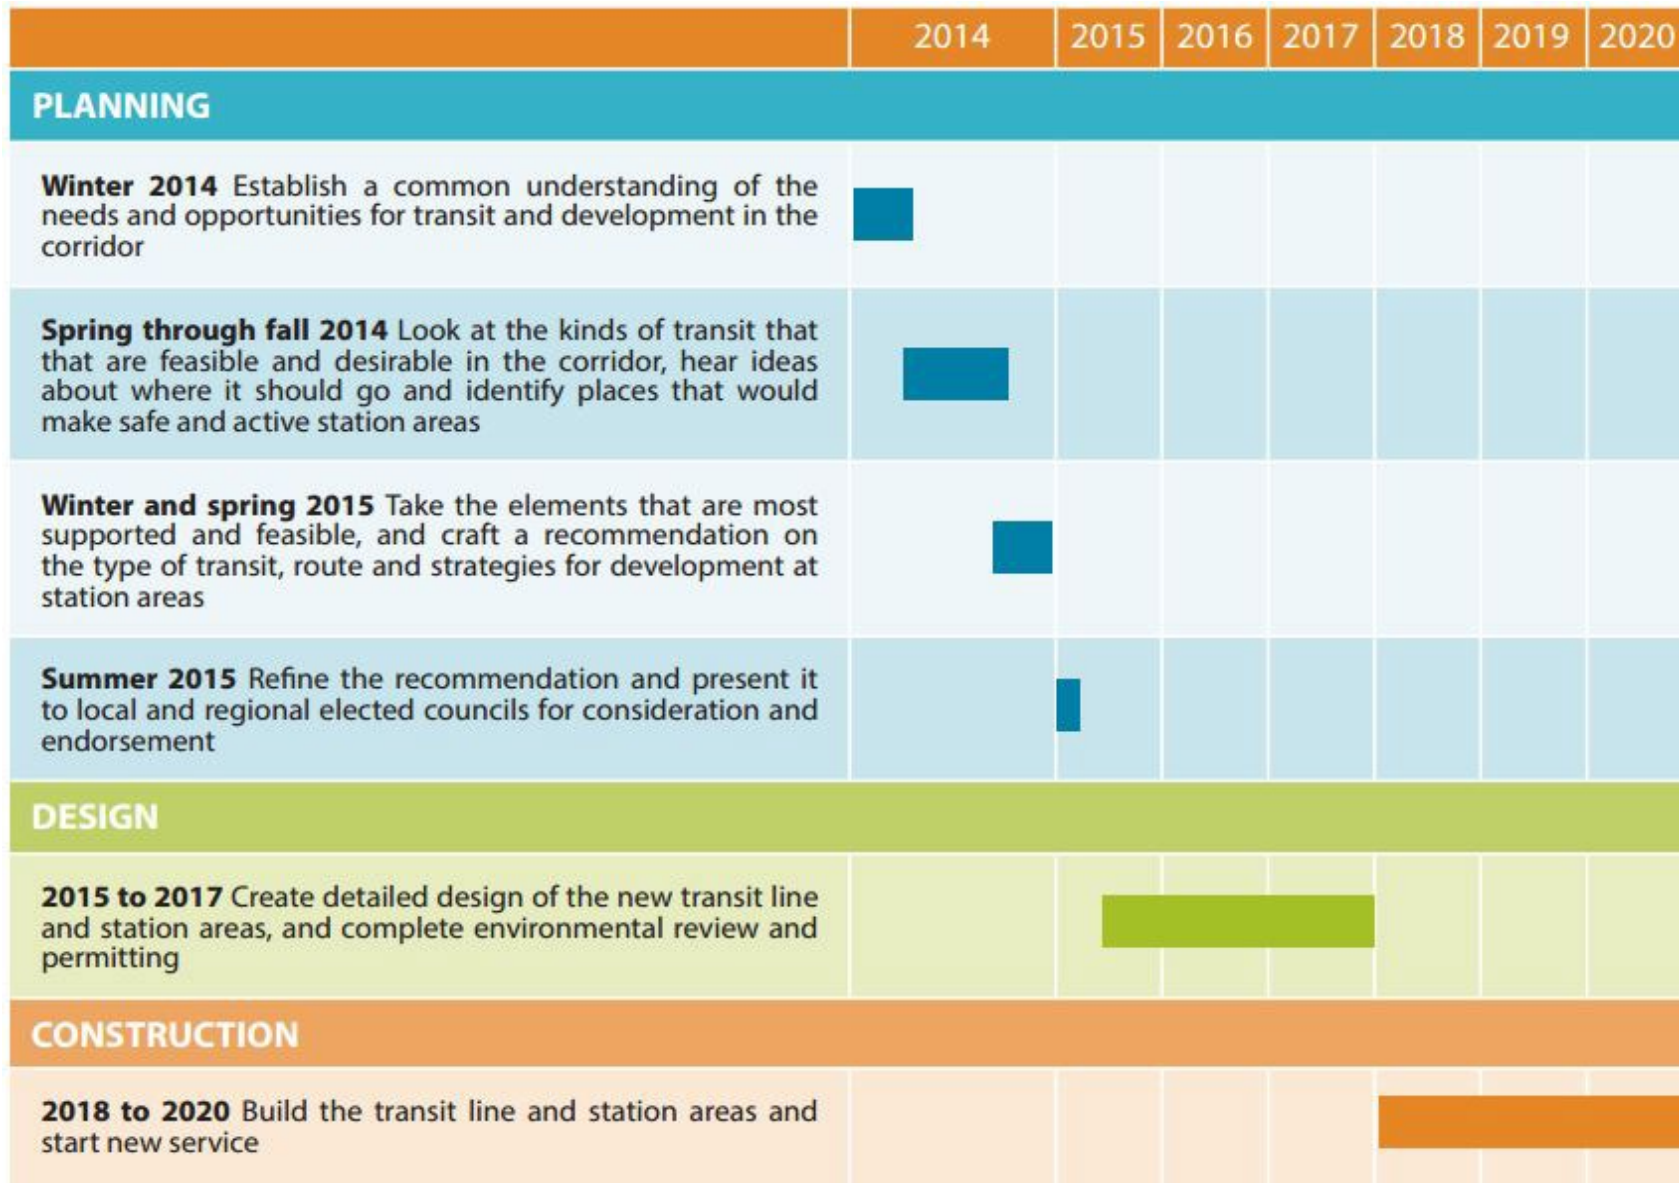 2014 2015 2016 2017 2018 2019 2020
PLANNING
Winter 2014 Establish a common understanding of the
needs and opportunities for transit and development in the
corridor
Spring through fall 2014 Look at the kinds of transit that
that are feasible and desirable in the corridor, hear ideas
about where it should go and identify places that would
make safe and active station areas
Winter and spring 2015 Take the elements that are most
supported and feasible, and craft a recommendation on
the type of transit, route and strategies for development at
station areas
Summer 2015 Refine the recommendation and present it
to local and regional elected councils for consideration and
endorsement
DESIGN
2015 to 2017 Create detailed design of the new transit line
and station areas, and complete environmental review and
permitting
CONSTRUCTION
2018 to 2020 Build the transit line and station areas and
start new service